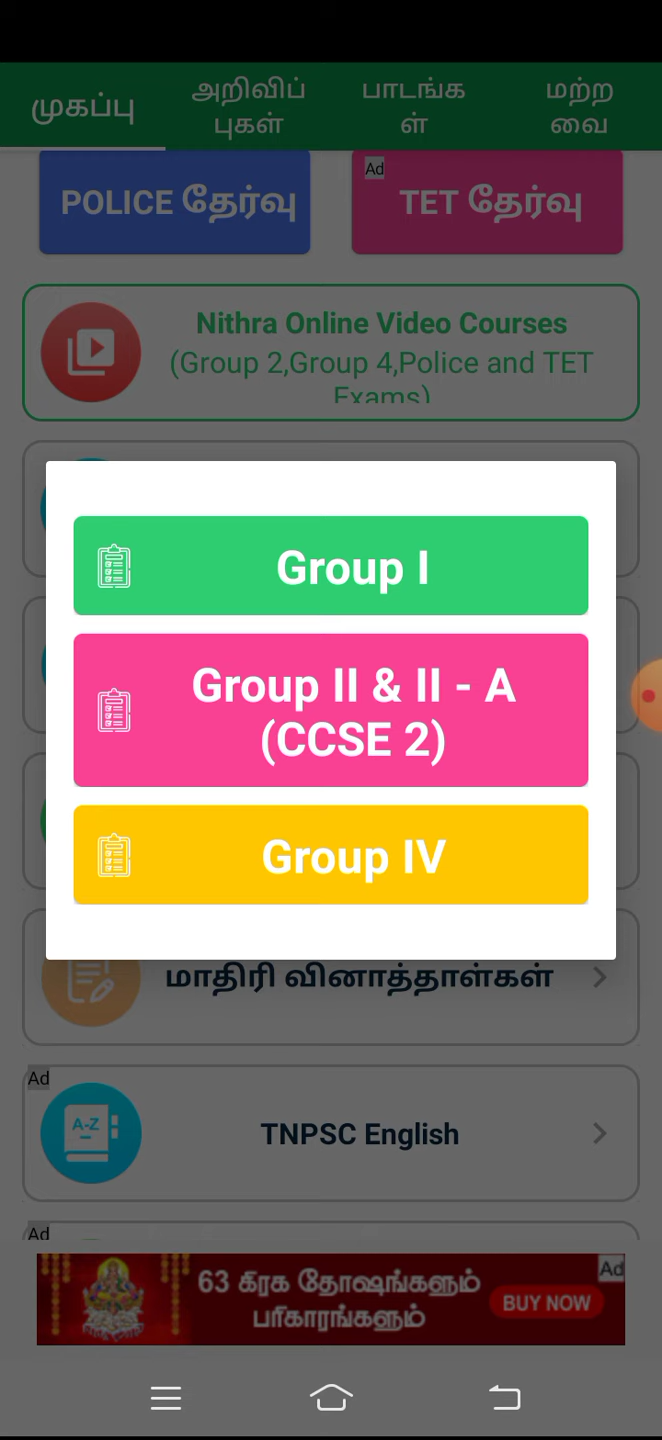 முகப்பு
அறிவிப்
புகள்
பாடங்க
ள்
மற்ற
வை
POLICE தேர்வு
Ad
TET தேர்வு
Nithra Online Video Courses
(Group 2,Group 4,Police and TET
Exams)
Group I
Group II & II - A
(CCSE 2)
Group IV
மாதிரி வினாத்தாள்கள்
Ad
A-Z
TNPSC English
Ad
63 கிரக தோஷங்களும்
பரிகாரங்களும்
BUY NOW
Ad